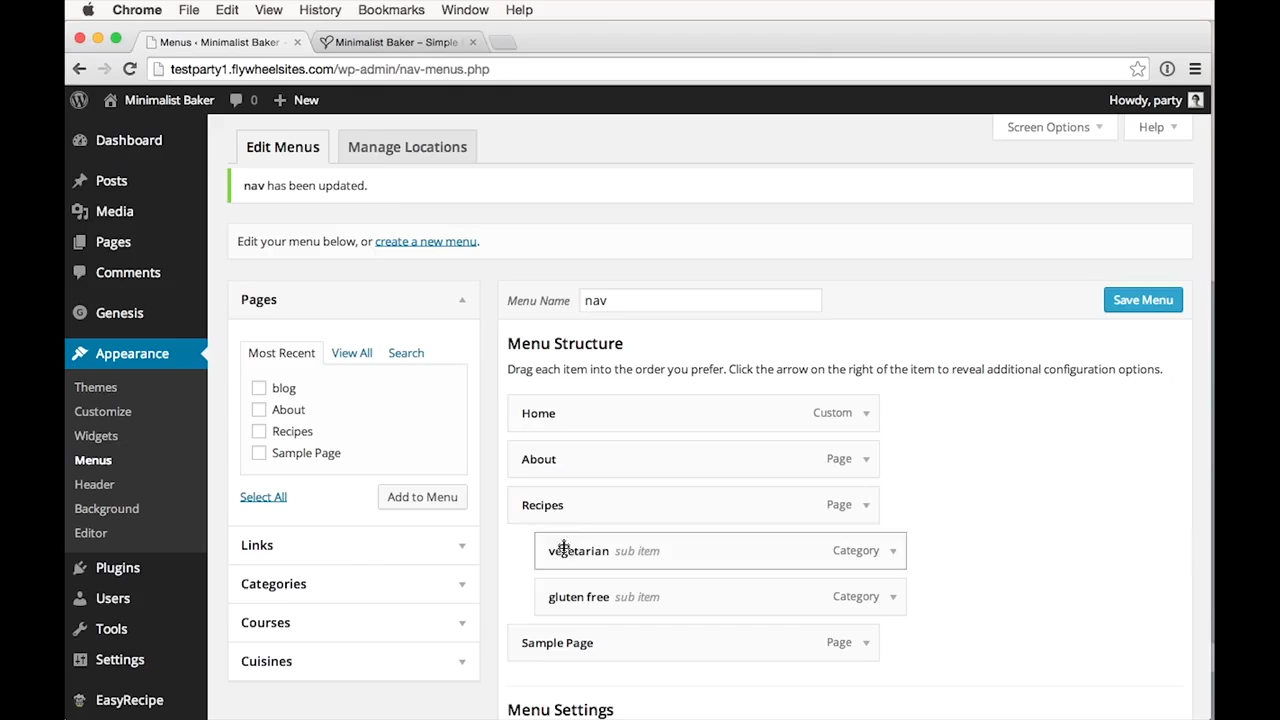 Chrome File Edit View History Bookmarks Window Help
Menus ‹ Minimalist Baker Minimalist Baker – Simple
testparty1.flywheelsites.com/wp-admin/nav-menus.php
Minimalist Baker 0 + New Howdy, party
Dashboard
Posts
Media
Pages
Comments
Genesis
Appearance
Themes
Customize
Widgets
Menus
Header
Background
Editor
Plugins
Users
Tools
Settings
EasyRecipe
Screen Options Help
Edit Menus Manage Locations
nav has been updated.
Edit your menu below, or create a new menu.
Pages
Most Recent View All Search
blog
About
Recipes
Sample Page
Select All Add to Menu
Links
Categories
Courses
Cuisines
Menu Name nav Save Menu
Menu Structure
Drag each item into the order you prefer. Click the arrow on the right of the item to reveal additional configuration options.
Home Custom
About Page
Recipes Page
vegetarian sub item Category
gluten free sub item Category
Sample Page Page
Menu Settings